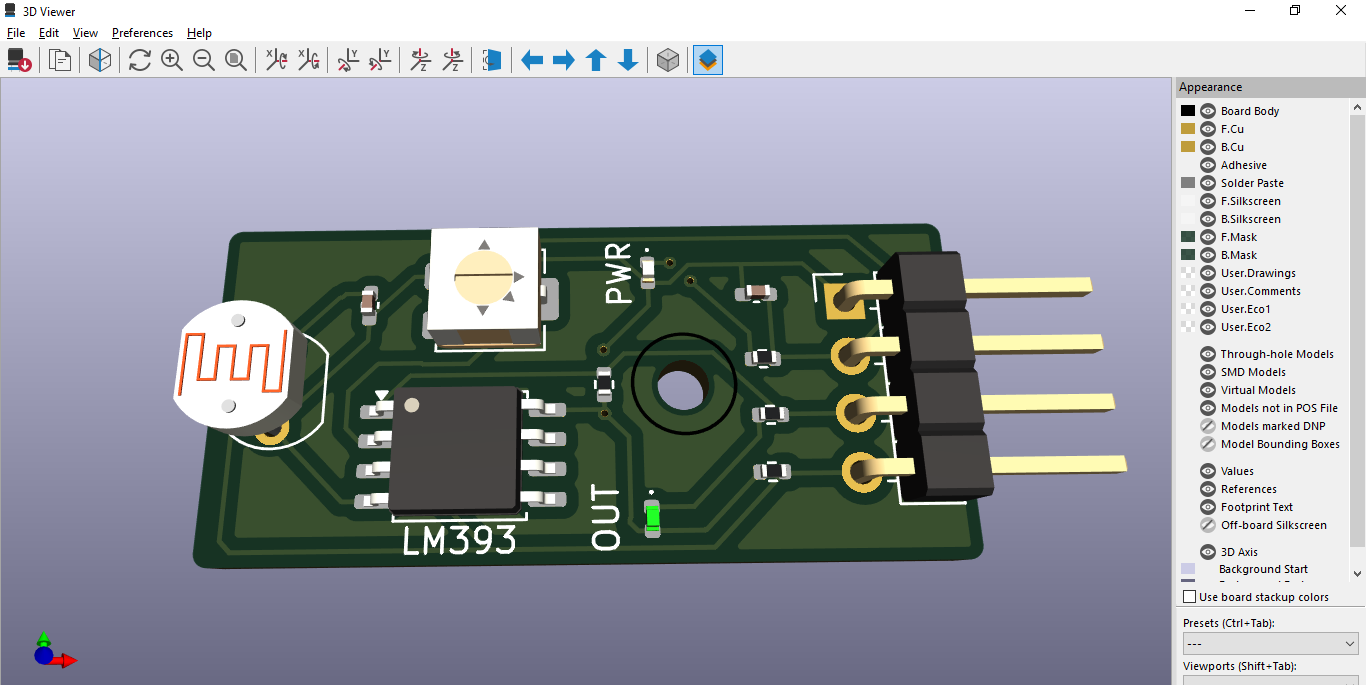 3D Viewer
File Edit View Preferences Help
Appearance
Board Body
F.Cu
B.Cu
Adhesive
Solder Paste
F.Silkscreen
B.Silkscreen
F.Mask
B.Mask
User.Drawings
User.Comments
User.Eco1
User.Eco2
Through-hole Models
SMD Models
Virtual Models
Models not in POS File
Models marked DNP
Model Bounding Boxes
Values
References
Footprint Text
Off-board Silkscreen
3D Axis
Background Start
Use board stackup colors
Presets (Ctrl+Tab):
---
Viewports (Shift+Tab):
X X Y Y Z Z
PWR
OUT
LM393